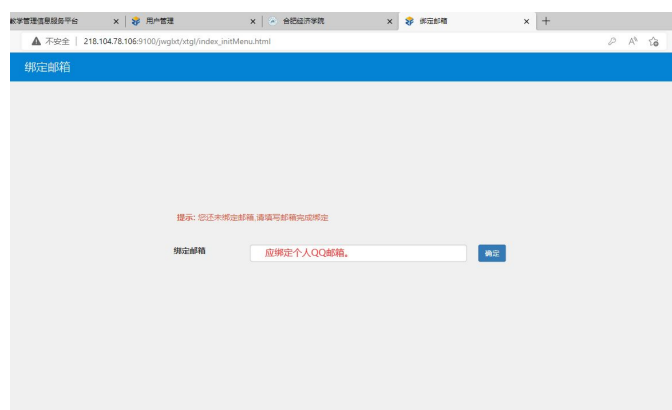 教学管理信息服务平台
用户管理
合肥经济学院
绑定邮箱
不安全 | 218.104.78.106:9100/jwglxt/xtgl/index_initMenu.html
绑定邮箱
提示: 您还未绑定邮箱,请填写邮箱完成绑定
绑定邮箱
应绑定个人QQ邮箱。
确定